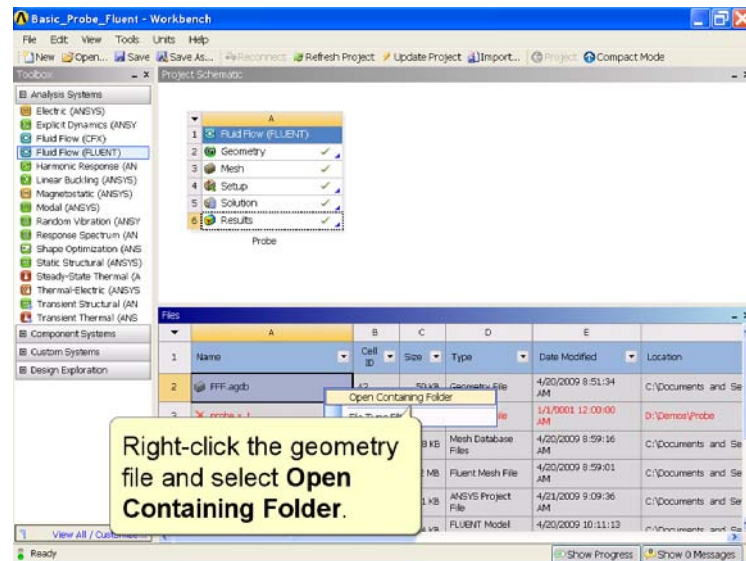 Basic_Probe_Fluent - Workbench
File Edit View Tools Units Help
New Open... Save Save As... Reconnect Refresh Project Update Project Import... Project Compact Mode
Toolbox
Project Schematic
Analysis Systems
Electric (ANSYS)
Explicit Dynamics (ANSY
Fluid Flow (CFX)
Fluid Flow (FLUENT)
Harmonic Response (AN
Linear Buckling (ANSYS)
Magnetostatic (ANSYS)
Modal (ANSYS)
Random Vibration (ANSY
Response Spectrum (AN
Shape Optimization (ANS
Static Structural (ANSYS)
Steady-State Thermal (A
Thermal-Electric (ANSYS
Transient Structural (AN
Transient Thermal (ANS
Component Systems
Custom Systems
Design Exploration
View All /
A
1 Fluid Flow (FLUENT)
2 Geometry
3 Mesh
4 Setup
5 Solution
6 Results
Probe
Files
A B C D E
1 Name Cell ID Size Type Date Modified Location
2 FFF.agdb A2 50 KB Geometry File 4/20/2009 8:51:34 AM C:\Documents and Se
Open Containing Folder
1/1/0001 12:00:00 AM D:\Demos\Probe
KB Mesh Database Files 4/20/2009 8:59:16 AM C:\Documents and Se
MB Fluent Mesh File 4/20/2009 8:59:01 AM C:\Documents and Se
KB ANSYS Project File 4/21/2009 9:09:36 AM C:\Documents and Se
KB FLUENT Model 4/20/2009 10:11:13 C:\Documents and Se
Right-click the geometry
file and select Open
Containing Folder.
Ready Show Progress Show 0 Messages